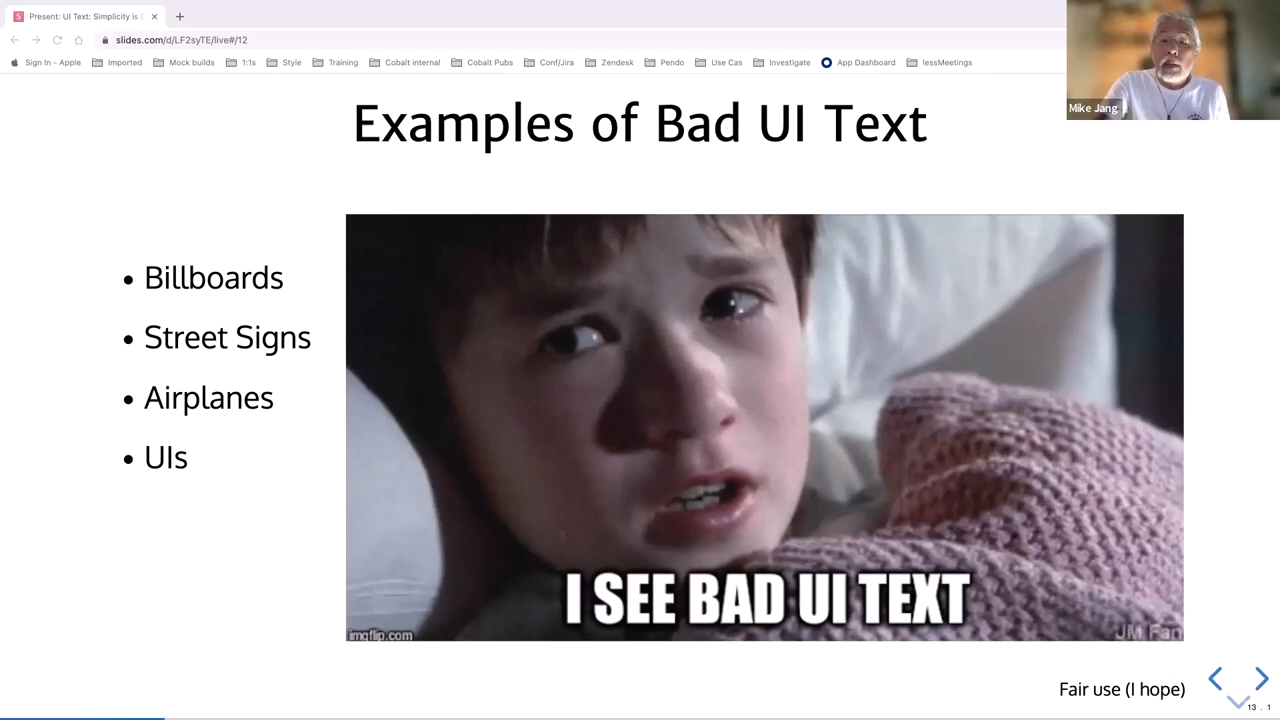 Present: UI Text: Simplicity is
slides.com/d/LF2syTE/live#/12
Sign In - Apple
Imported
Mock builds
1:1s
Style
Training
Cobalt internal
Cobalt Pubs
Conf/Jira
Zendesk
Pendo
Use Cas
Investigate
App Dashboard
lessMeetings
Mike Jang
Examples of Bad UI Text
Billboards
Street Signs
Airplanes
UIs
I SEE BAD UI TEXT
imgflip.com
JM Fan
Fair use (I hope)
13 . 1